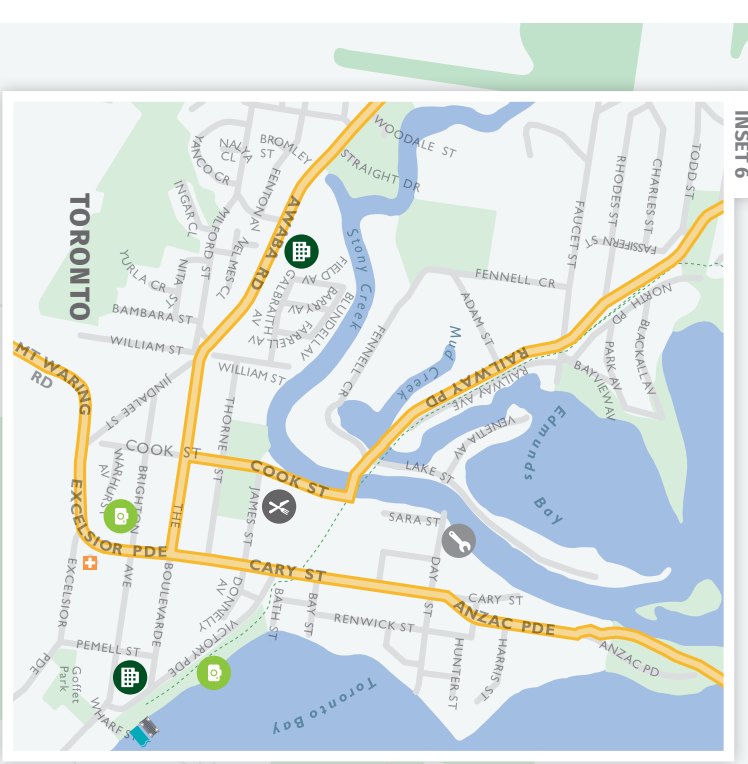 INSET 6
TORONTO
WOODALE ST
STRAIGHT DR
BROMLEY
ST
NALYA
CL
YANCO CR
FENTON AV
INGAR CL
MILFORD ST
NELMES CL
NITA
ST
YURLA CR
BAMBARA ST
WILLIAM ST
WILLIAM ST
AWABA RD
GALBRAITH
AV
FIELD AV
BARRY AV
FARRELL AV
BLUNDELL AV
Stony Creek
FENNELL CR
FENNELL CR
ADAM ST
Mud Creek
FAUCET ST
RHODES ST
CHARLES ST
TODD ST
FASSIFERN ST
NORTH PD
BLACKALL AV
PARK AV
BAYVIEW AV
RAILWAY PD
RAILWAY AVE
VENETIA AV
Edmunds Bay
LAKE ST
MT WARING
RD
JINDALEE ST
THORNE ST
COOK ST
COOK ST
WARHURST
AV
BRIGHTON AVE
THE BOULEVARDE
JAMES ST
EXCELSIOR PDE
EXCELSIOR PDE
CARY ST
SARA ST
DAY ST
CARY ST
ANZAC PDE
ANZAC PD
DONNELLY
AV
VICTORY PDE
BATH ST
BAY ST
RENWICK ST
HUNTER ST
HARRIS ST
PEMELL ST
Goffet
Park
WHARF ST
Toronto Bay